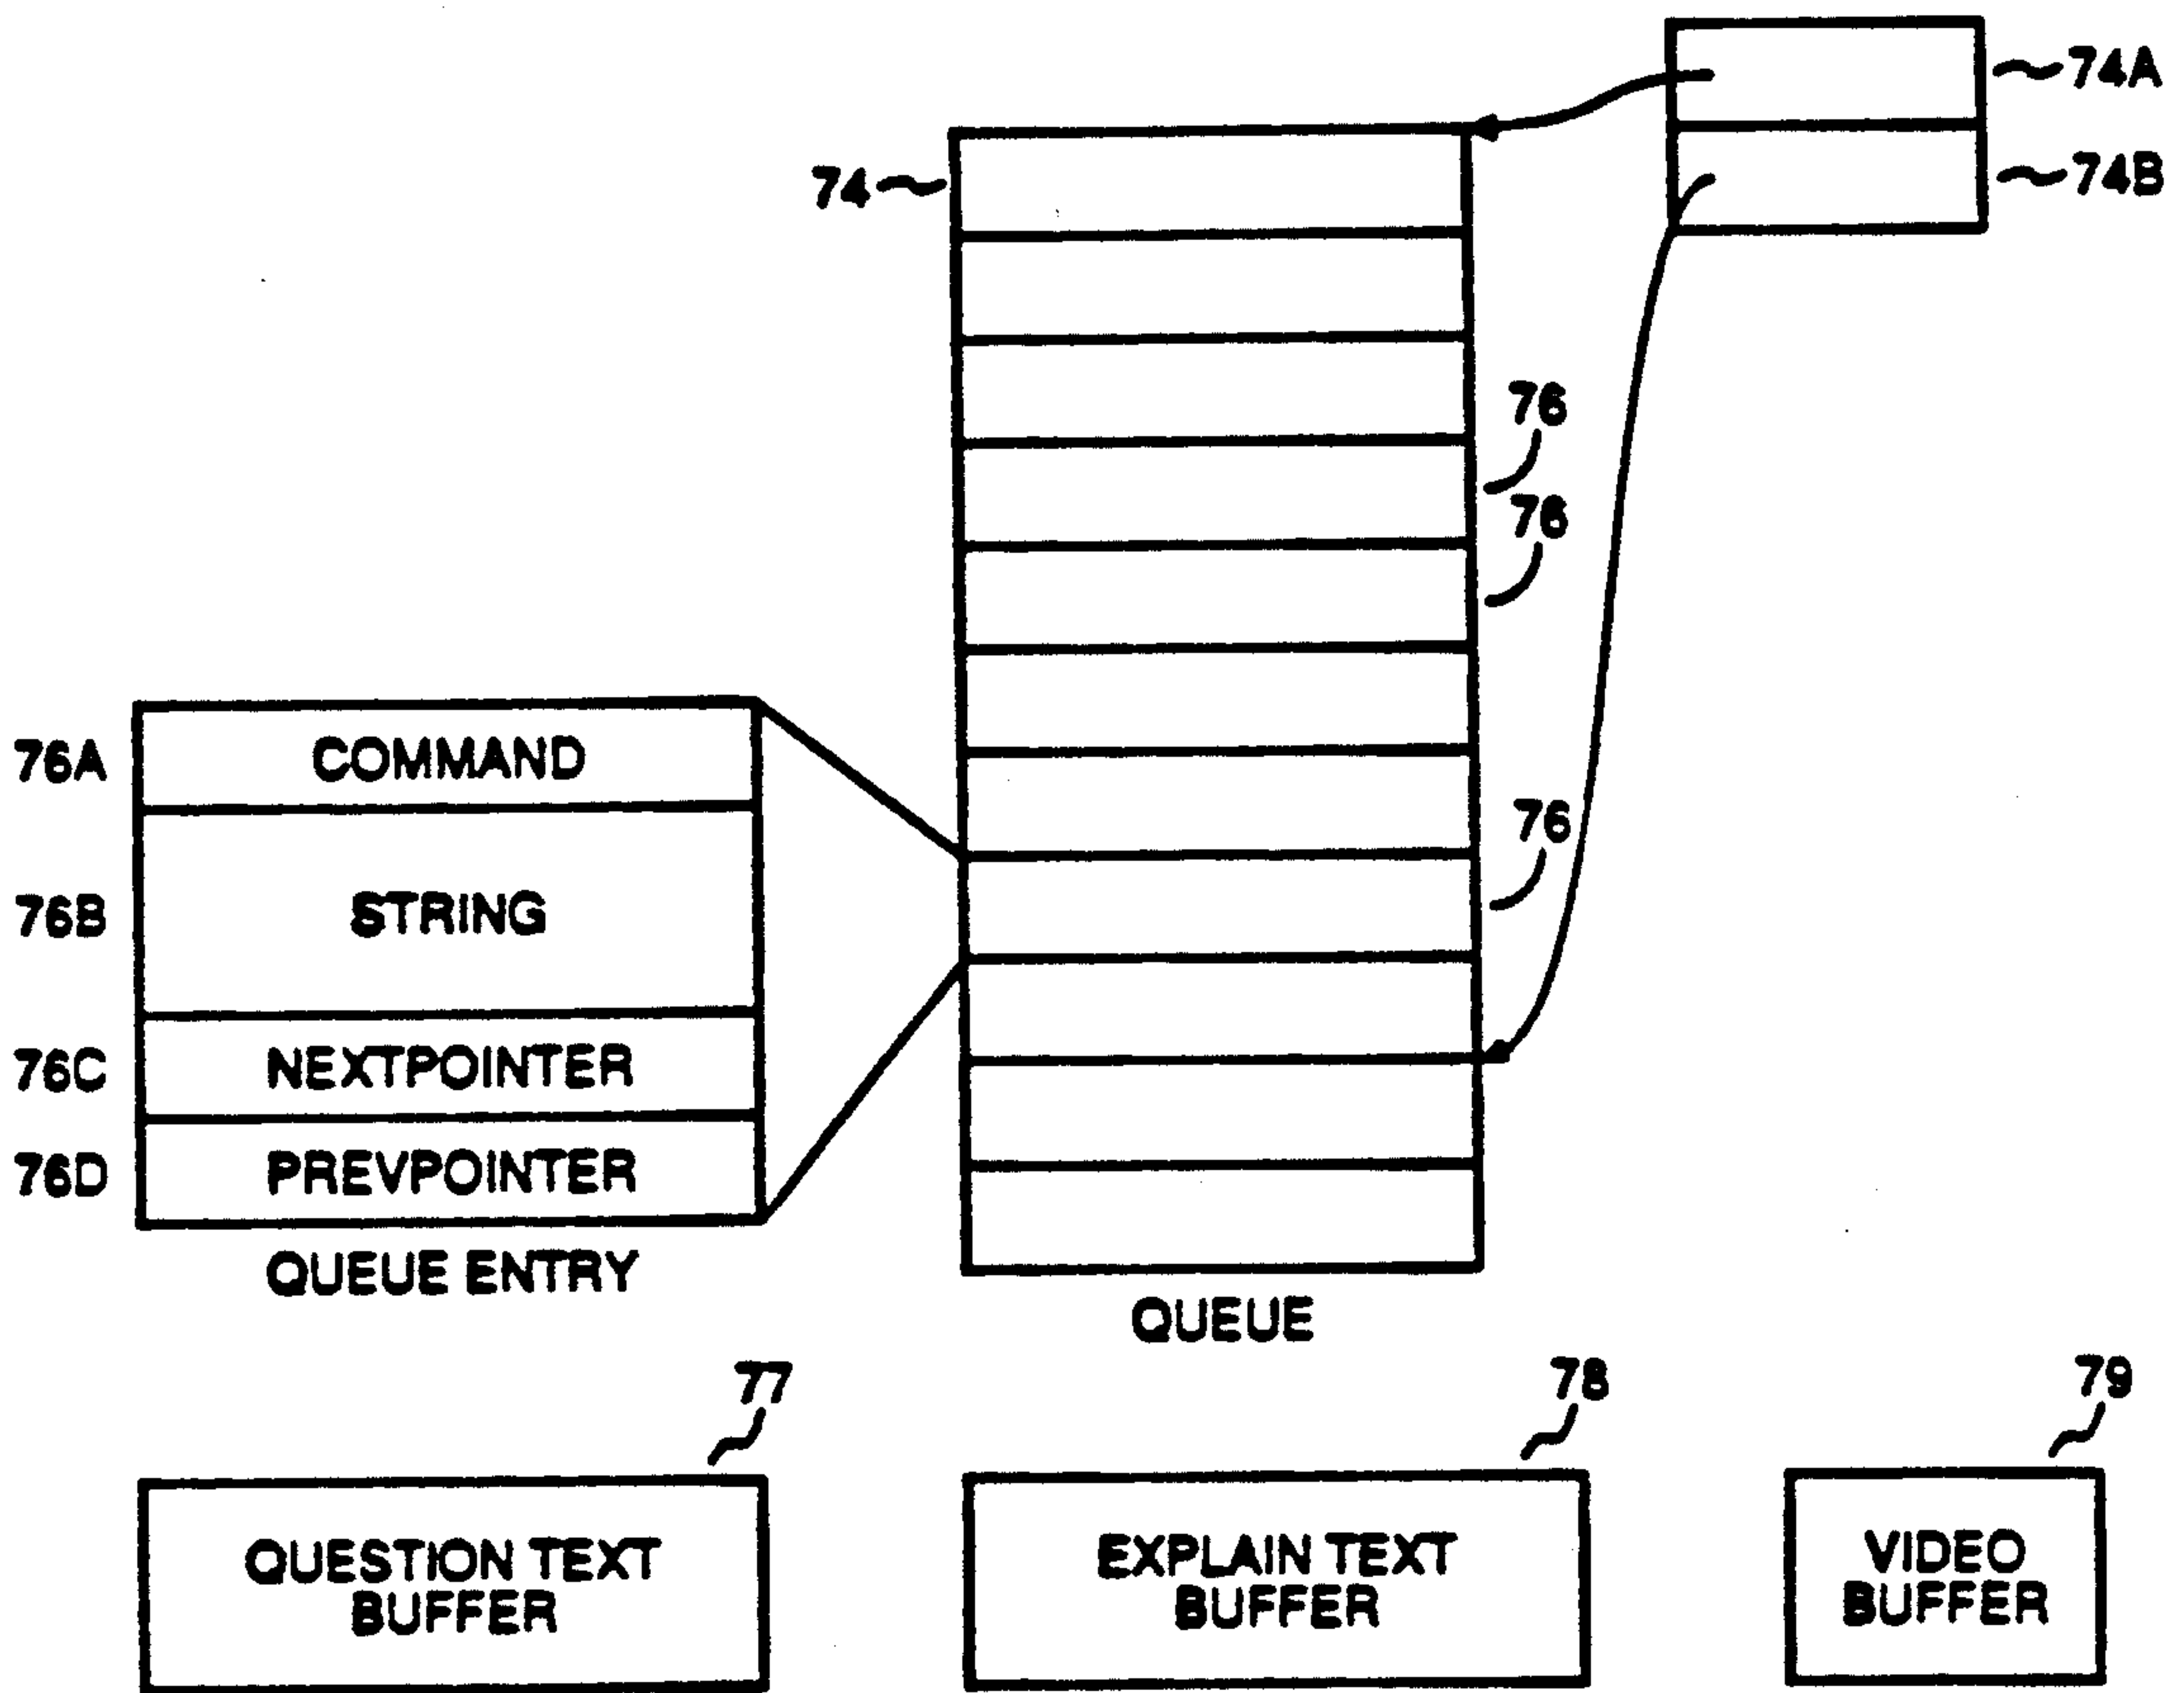 74A
74B
74
76
76
76
76A
COMMAND
76B
STRING
76C
NEXTPOINTER
76D
PREVPOINTER
QUEUE ENTRY
QUEUE
77
78
79
QUESTION TEXT
BUFFER
EXPLAIN TEXT
BUFFER
VIDEO
BUFFER